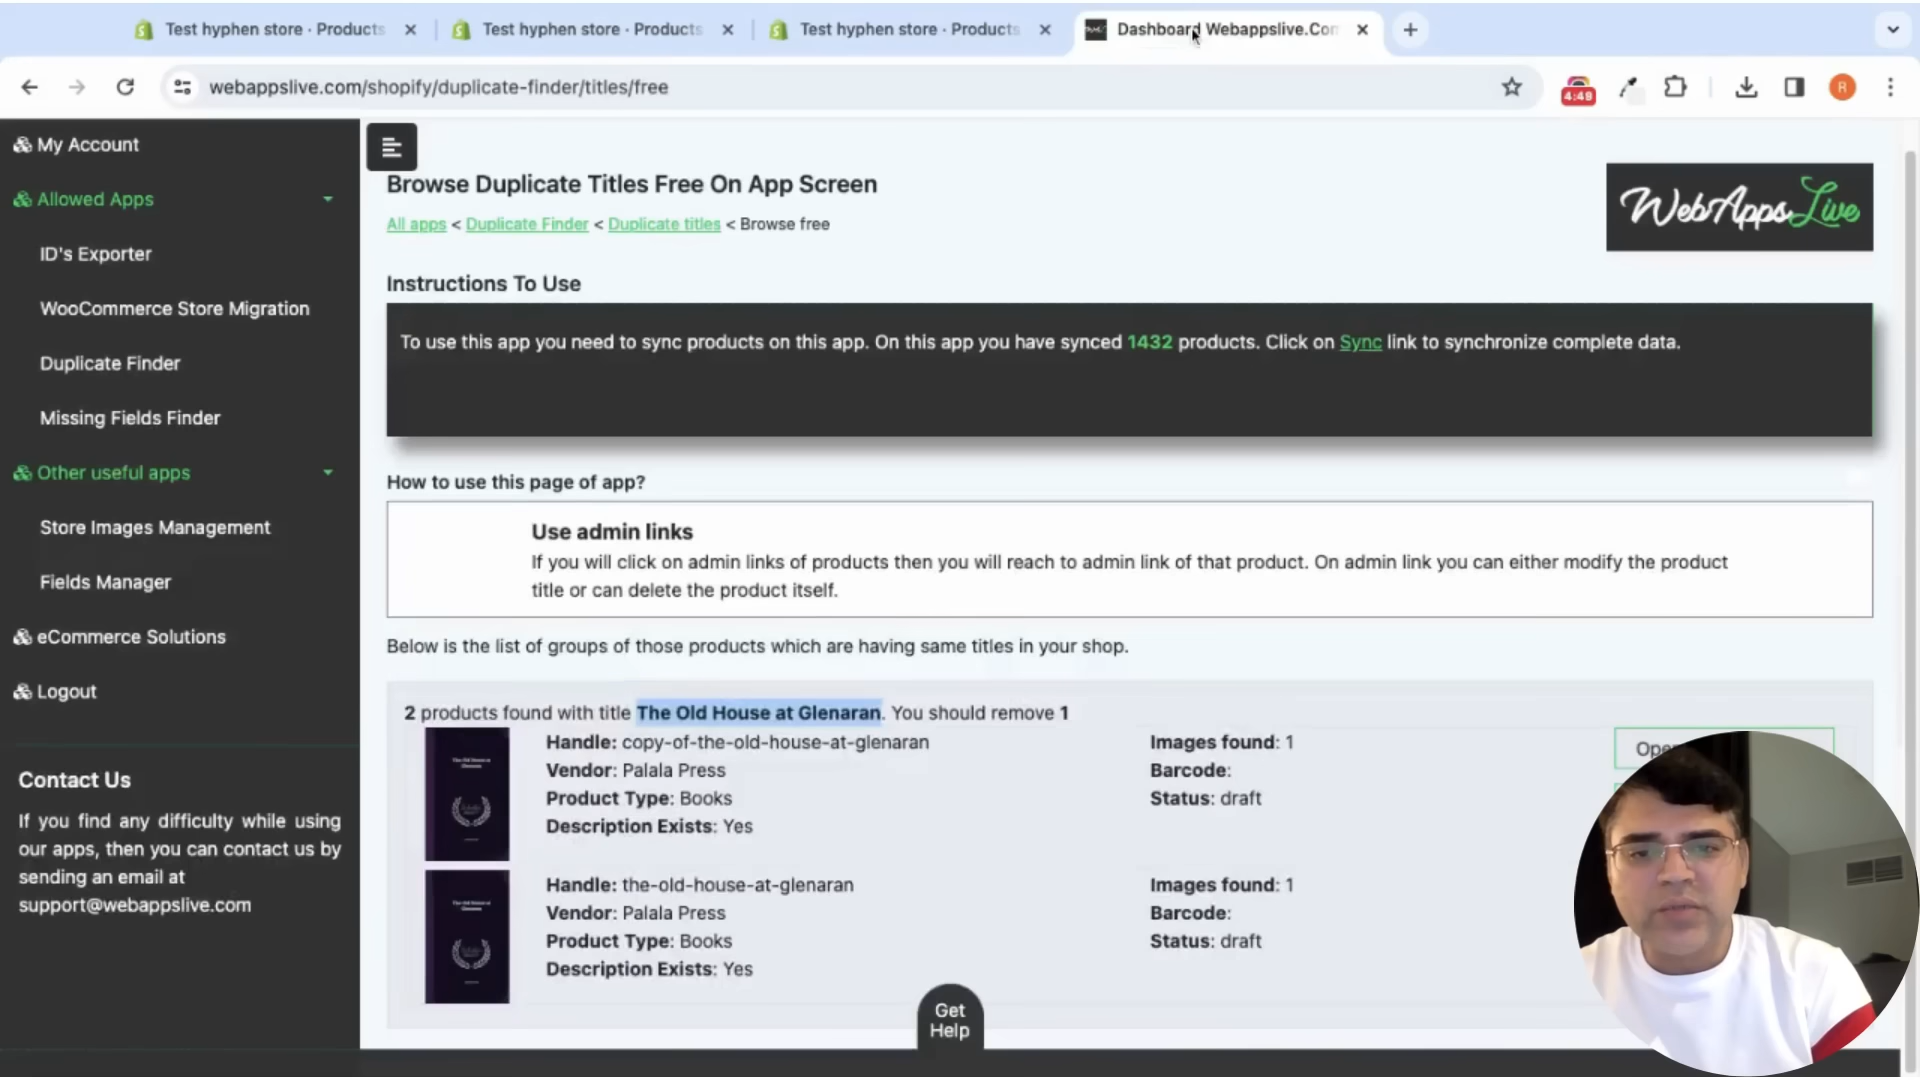 Test hyphen store · Products
Test hyphen store · Products
Test hyphen store · Products
Dashboard Webappslive.Com
webappslive.com/shopify/duplicate-finder/titles/free
4:49
R
My Account
Allowed Apps
ID's Exporter
WooCommerce Store Migration
Duplicate Finder
Missing Fields Finder
Other useful apps
Store Images Management
Fields Manager
eCommerce Solutions
Logout
Contact Us
If you find any difficulty while using
our apps, then you can contact us by
sending an email at
support@webappslive.com
Browse Duplicate Titles Free On App Screen
All apps < Duplicate Finder < Duplicate titles < Browse free
WebAppsLive
Instructions To Use
To use this app you need to sync products on this app. On this app you have synced 1432 products. Click on Sync link to synchronize complete data.
How to use this page of app?
Use admin links
If you will click on admin links of products then you will reach to admin link of that product. On admin link you can either modify the product
title or can delete the product itself.
Below is the list of groups of those products which are having same titles in your shop.
2 products found with title The Old House at Glenaran. You should remove 1
The Old House at
Glenaran
Handle: copy-of-the-old-house-at-glenaran
Vendor: Palala Press
Product Type: Books
Description Exists: Yes
Images found: 1
Barcode:
Status: draft
The Old House at
Glenaran
Handle: the-old-house-at-glenaran
Vendor: Palala Press
Product Type: Books
Description Exists: Yes
Images found: 1
Barcode:
Status: draft
Get
Help